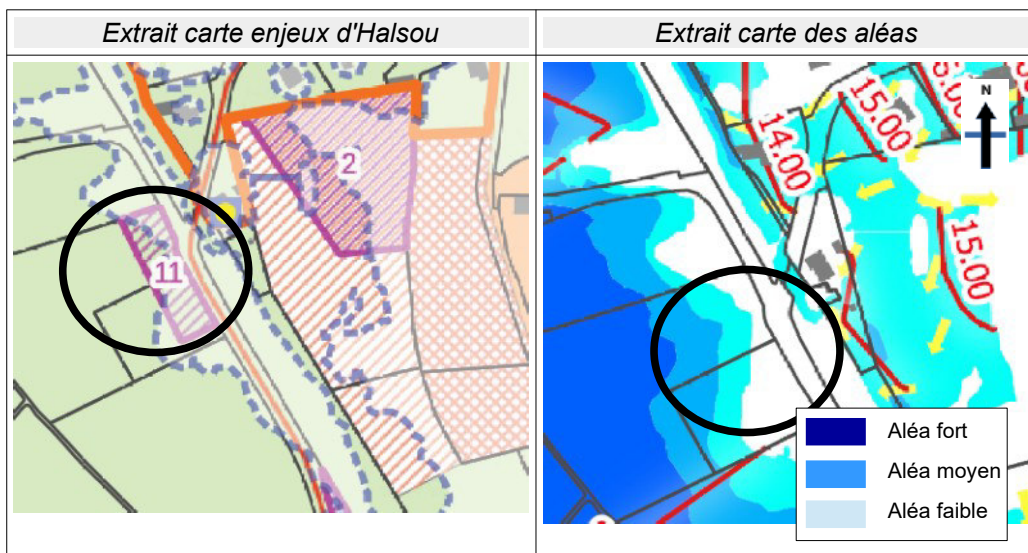 Extrait carte enjeux d'Halsou
Extrait carte des aléas
2
11
14.00
15.00
15.00
N
Aléa fort
Aléa moyen
Aléa faible